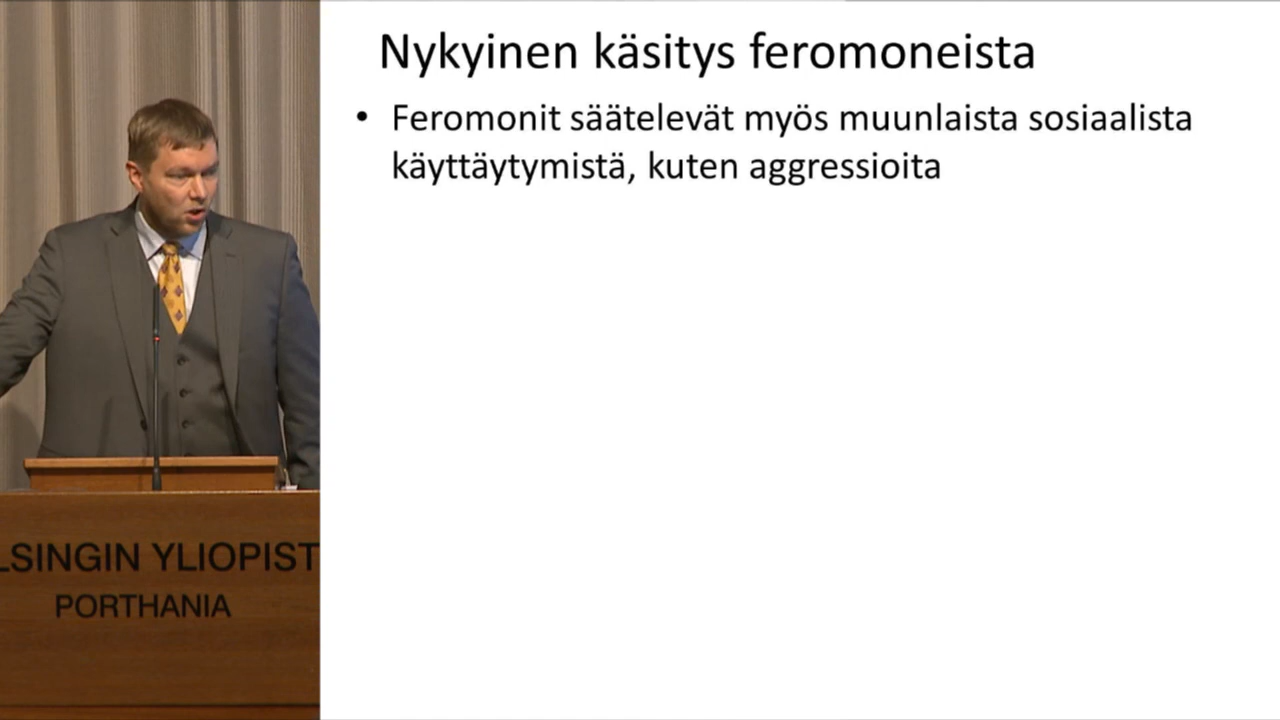 Nykyinen käsitys feromoneista
• Feromonit säätelevät myös muunlaista sosiaalista
käyttäytymistä, kuten aggressioita
LSINGIN YLIOPIST
PORTHANIA